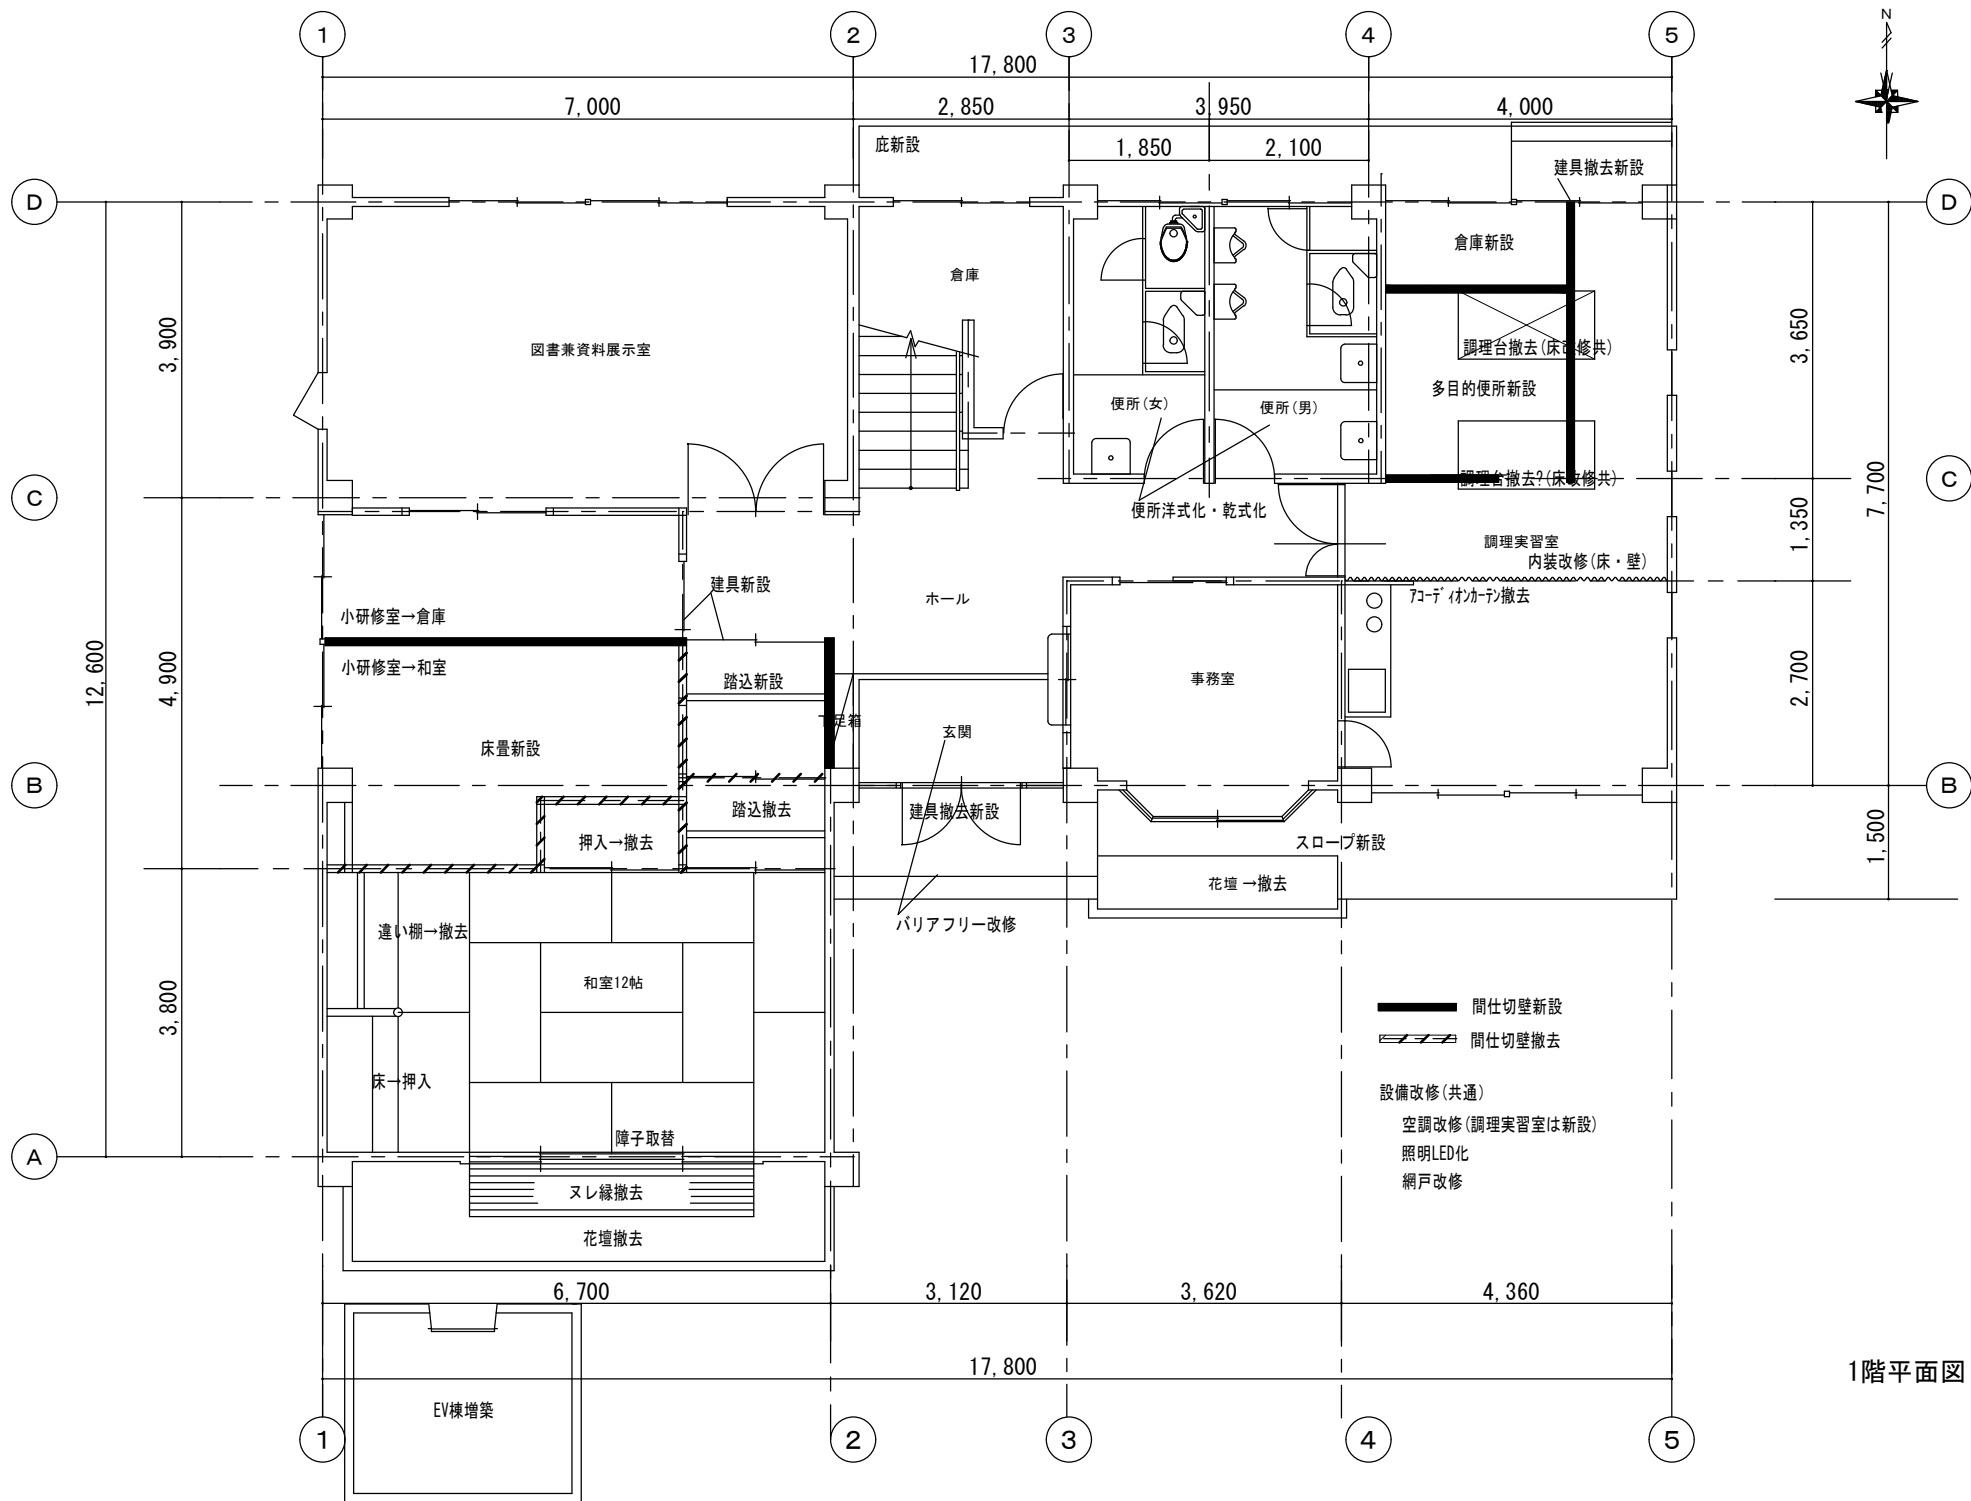 1
2
3
4
5
N
17,800
7,000
2,850
3,950
4,000
1,850
2,100
庇新設
建具撤去新設
D
D
倉庫新設
倉庫
3,900
3,650
図書兼資料展示室
調理台撤去(床改修共)
多目的便所新設
便所(女)
便所(男)
調理台撤去?(床改修共)
C
C
7,700
便所洋式化・乾式化
1,350
調理実習室
内装改修(床・壁)
建具新設
ホール
アコーディオンカーテン撤去
小研修室→倉庫
12,600
4,900
小研修室→和室
踏込新設
事務室
2,700
下足箱
玄関
床畳新設
B
B
踏込撤去
建具撤去新設
押入→撤去
スロープ新設
1,500
花壇→撤去
違い棚→撤去
バリアフリー改修
和室12帖
3,800
間仕切壁新設
間仕切壁撤去
床→押入
設備改修(共通)
空調改修(調理実習室は新設)
障子取替
照明LED化
A
網戸改修
ヌレ縁撤去
花壇撤去
6,700
3,120
3,620
4,360
17,800
1階平面図
EV棟増築
1
2
3
4
5